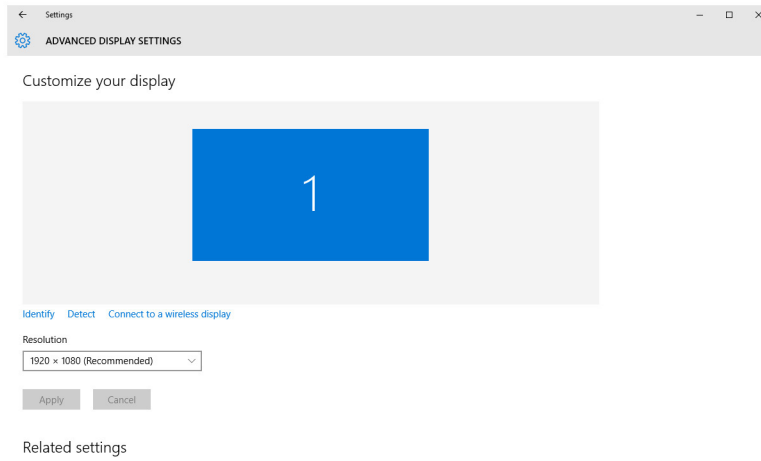 Settings
ADVANCED DISPLAY SETTINGS
Customize your display
1
Identify Detect Connect to a wireless display
Resolution
1920 × 1080 (Recommended)
Apply Cancel
Related settings